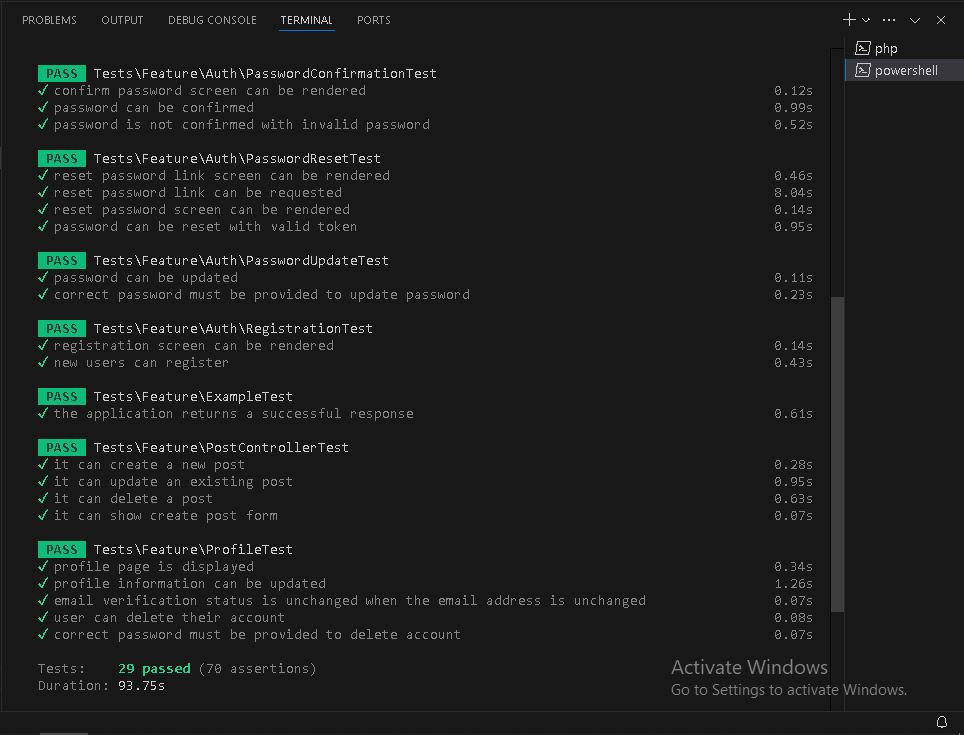 PROBLEMS OUTPUT DEBUG CONSOLE TERMINAL PORTS
php
powershell
PASS Tests\Feature\Auth\PasswordConfirmationTest
✓ confirm password screen can be rendered 0.12s
✓ password can be confirmed 0.99s
✓ password is not confirmed with invalid password 0.52s
PASS Tests\Feature\Auth\PasswordResetTest
✓ reset password link screen can be rendered 0.46s
✓ reset password link can be requested 8.04s
✓ reset password screen can be rendered 0.14s
✓ password can be reset with valid token 0.95s
PASS Tests\Feature\Auth\PasswordUpdateTest
✓ password can be updated 0.11s
✓ correct password must be provided to update password 0.23s
PASS Tests\Feature\Auth\RegistrationTest
✓ registration screen can be rendered 0.14s
✓ new users can register 0.43s
PASS Tests\Feature\ExampleTest
✓ the application returns a successful response 0.61s
PASS Tests\Feature\PostControllerTest
✓ it can create a new post 0.28s
✓ it can update an existing post 0.95s
✓ it can delete a post 0.63s
✓ it can show create post form 0.07s
PASS Tests\Feature\ProfileTest
✓ profile page is displayed 0.34s
✓ profile information can be updated 1.26s
✓ email verification status is unchanged when the email address is unchanged 0.07s
✓ user can delete their account 0.08s
✓ correct password must be provided to delete account 0.07s
Tests: 29 passed (70 assertions)
Duration: 93.75s
Activate Windows
Go to Settings to activate Windows.